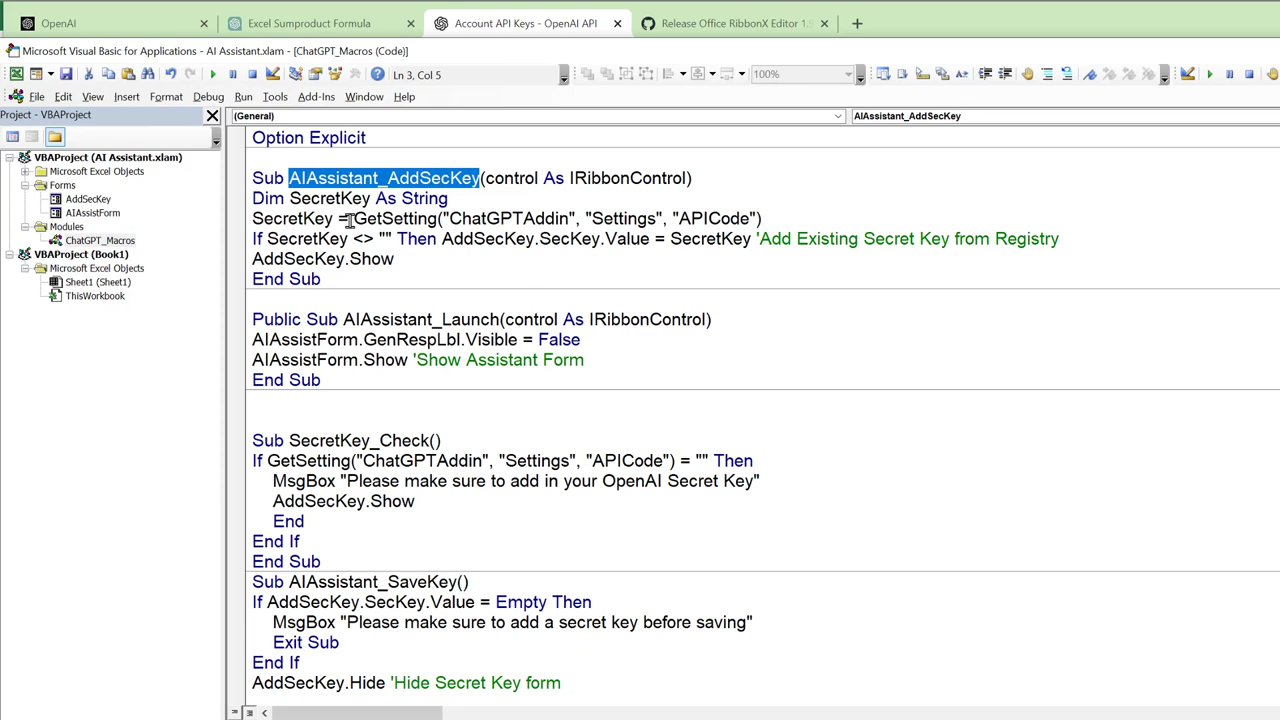 OpenAI
Excel Sumproduct Formula
Account API Keys - OpenAI API
Release Office RibbonX Editor 1.9
Microsoft Visual Basic for Applications - AI Assistant.xlam - [ChatGPT_Macros (Code)]
Ln 3, Col 5
100%
File Edit View Insert Format Debug Run Tools Add-Ins Window Help
Project - VBAProject
(General)
AIAssistant_AddSecKey
VBAProject (AI Assistant.xlam)
Microsoft Excel Objects
Forms
AddSecKey
AIAssistForm
Modules
ChatGPT_Macros
VBAProject (Book1)
Microsoft Excel Objects
Sheet1 (Sheet1)
ThisWorkbook
Option Explicit
Sub AIAssistant_AddSecKey(control As IRibbonControl)
Dim SecretKey As String
SecretKey = GetSetting("ChatGPTAddin", "Settings", "APICode")
If SecretKey <> "" Then AddSecKey.SecKey.Value = SecretKey 'Add Existing Secret Key from Registry
AddSecKey.Show
End Sub
Public Sub AIAssistant_Launch(control As IRibbonControl)
AIAssistForm.GenRespLbl.Visible = False
AIAssistForm.Show 'Show Assistant Form
End Sub
Sub SecretKey_Check()
If GetSetting("ChatGPTAddin", "Settings", "APICode") = "" Then
MsgBox "Please make sure to add in your OpenAI Secret Key"
AddSecKey.Show
End
End If
End Sub
Sub AIAssistant_SaveKey()
If AddSecKey.SecKey.Value = Empty Then
MsgBox "Please make sure to add a secret key before saving"
Exit Sub
End If
AddSecKey.Hide 'Hide Secret Key form